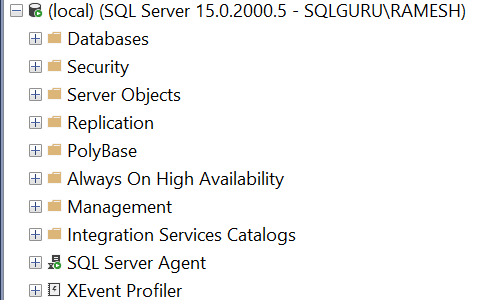 (local) (SQL Server 15.0.2000.5 - SQLGURU\RAMESH)
Databases
Security
Server Objects
Replication
PolyBase
Always On High Availability
Management
Integration Services Catalogs
SQL Server Agent
XEvent Profiler